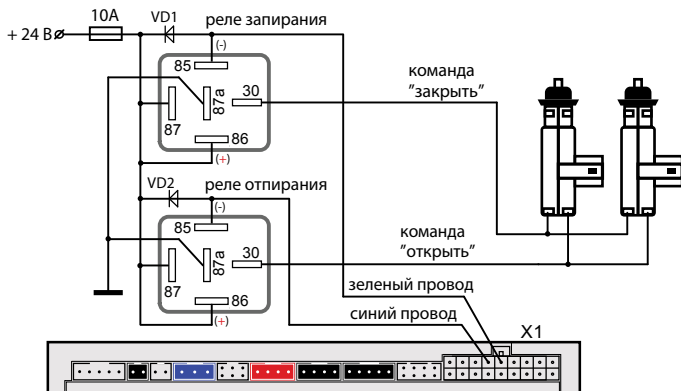 10A
VD1
реле запирания
+ 24 В
(-)
85
команда
"закрыть"
30
87a
87
86
(+)
VD2
реле отпирания
(-)
85
команда
"открыть"
30
87a
87
86
(+)
зеленый провод
синий провод
X1